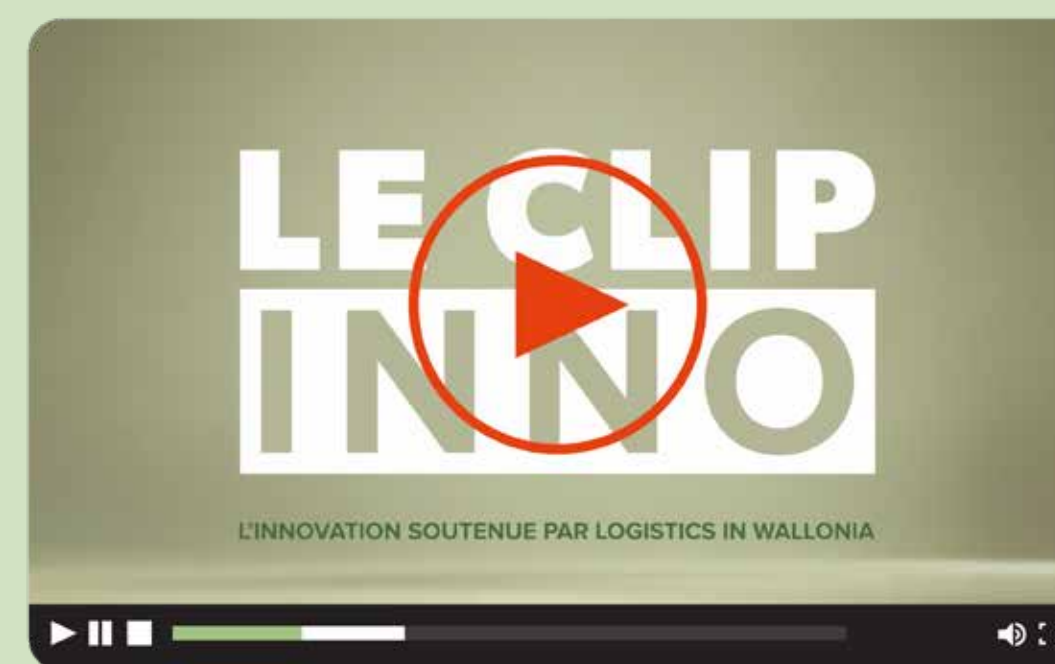 LE CLIP
INNO
L'INNOVATION SOUTENUE PAR LOGISTICS IN WALLONIA